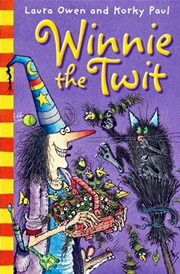 Laura Owen and Korky Paul
Winnie
the Twit